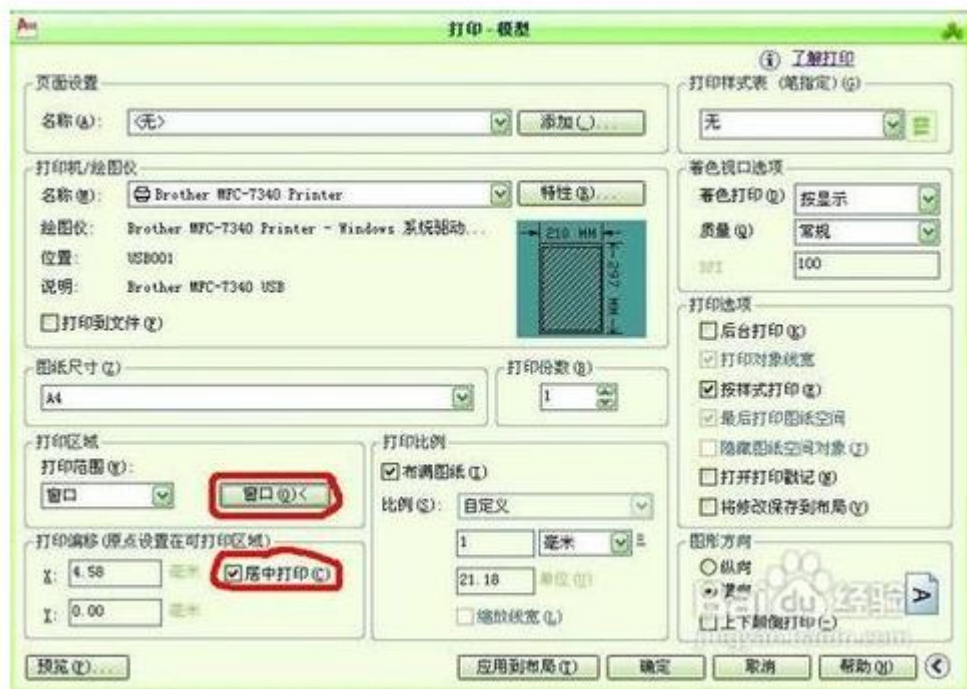 打印 - 模型
了解打印
页面设置
名称(A):
<无>
添加(.)...
打印样式表 (笔指定)(G)
无
打印机/绘图仪
名称(M):
Brother MFC-7340 Printer
特性(R)...
绘图仪: Brother MFC-7340 Printer - Windows 系统驱动...
位置: USB001
说明: Brother MFC-7340 USB
打印到文件(F)
210 MM
297 MM
着色视口选项
着色打印(D) 按显示
质量(Q) 常规
DPI 100
图纸尺寸(Z)
A4
打印份数(B)
1
打印选项
后台打印(K)
打印对象线宽
按样式打印(E)
最后打印图纸空间
隐藏图纸空间对象(J)
打开打印戳记(N)
将修改保存到布局(V)
打印区域
打印范围(W):
窗口
窗口(O)<
打印比例
布满图纸(I)
比例(S): 自定义
1 毫米 =
21.18 单位(U)
缩放线宽(L)
打印偏移(原点设置在可打印区域)
X: 4.58 毫米
居中打印(C)
Y: 0.00 毫米
图形方向
纵向
横向
上下颠倒打印(-)
A
Baidu 经验
jingyan.baidu.com
预览(P)...
应用到布局(T)
确定
取消
帮助(H)